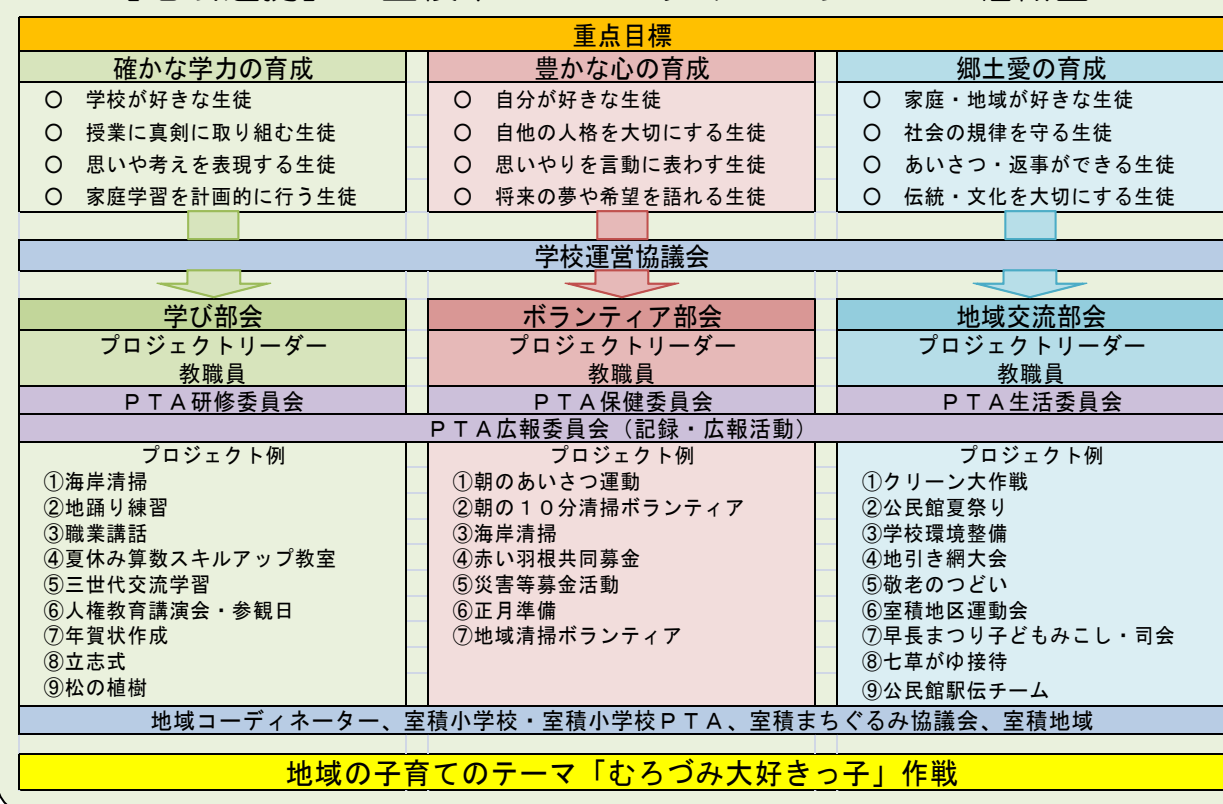 重点目標
確かな学力の育成
〇 学校が好きな生徒
〇 授業に真剣に取り組む生徒
〇 思いや考えを表現する生徒
〇 家庭学習を計画的に行う生徒
豊かな心の育成
〇 自分が好きな生徒
〇 自他の人格を大切にする生徒
〇 思いやりを言動に表わす生徒
〇 将来の夢や希望を語れる生徒
郷土愛の育成
〇 家庭・地域が好きな生徒
〇 社会の規律を守る生徒
〇 あいさつ・返事ができる生徒
〇 伝統・文化を大切にする生徒
学校運営協議会
学び部会
プロジェクトリーダー
教職員
ＰＴＡ研修委員会
ボランティア部会
プロジェクトリーダー
教職員
ＰＴＡ保健委員会
地域交流部会
プロジェクトリーダー
教職員
ＰＴＡ生活委員会
ＰＴＡ広報委員会（記録・広報活動）
プロジェクト例
①海岸清掃
②地踊り練習
③職業講話
④夏休み算数スキルアップ教室
⑤三世代交流学習
⑥人権教育講演会・参観日
⑦年賀状作成
⑧立志式
⑨松の植樹
プロジェクト例
①朝のあいさつ運動
②朝の１０分清掃ボランティア
③海岸清掃
④赤い羽根共同募金
⑤災害等募金活動
⑥正月準備
⑦地域清掃ボランティア
プロジェクト例
①クリーン大作戦
②公民館夏祭り
③学校環境整備
④地引き網大会
⑤敬老のつどい
⑥室積地区運動会
⑦早長まつり子どもみこし・司会
⑧七草がゆ接待
⑨公民館駅伝チーム
地域コーディネーター、室積小学校・室積小学校ＰＴＡ、室積まちぐるみ協議会、室積地域
地域の子育てのテーマ「むろづみ大好きっ子」作戦